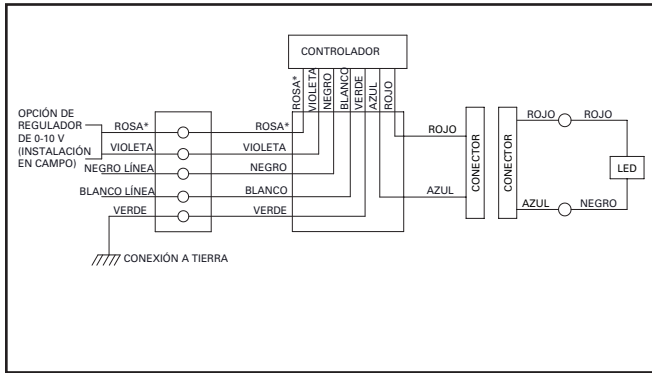 CONTROLADOR
ROSA*
VIOLETA
NEGRO
BLANCO
VERDE
AZUL
ROJO
OPCIÓN DE
REGULADOR
DE 0-10 V
(INSTALACIÓN
EN CAMPO)
ROSA*
ROSA*
VIOLETA
VIOLETA
NEGRO LÍNEA
NEGRO
BLANCO LÍNEA
BLANCO
VERDE
VERDE
CONEXIÓN A TIERRA
ROJO
AZUL
CONECTOR
CONECTOR
ROJO
ROJO
LED
AZUL
NEGRO